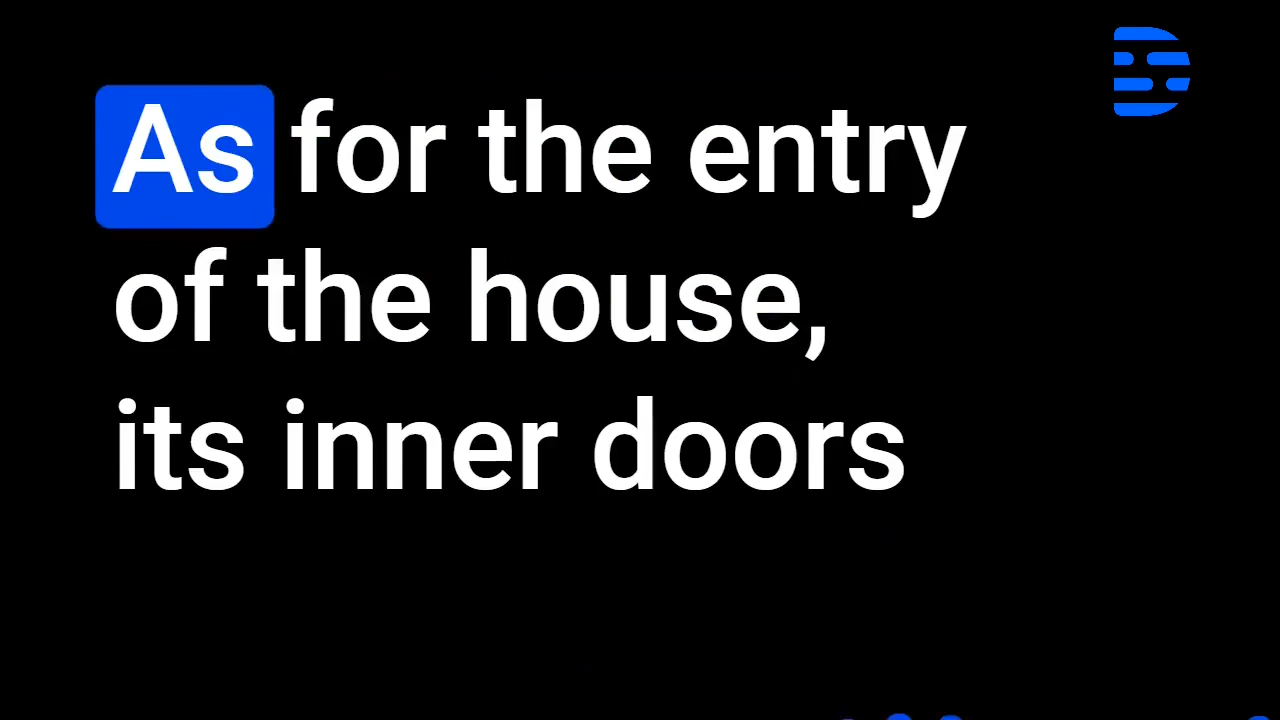 As for the entry
of the house,
its inner doors